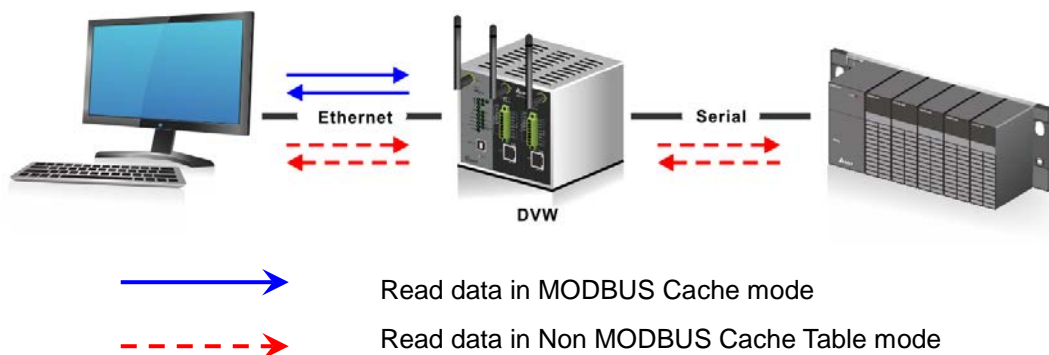 Ethernet
Serial
DVW
Read data in MODBUS Cache mode
Read data in Non MODBUS Cache Table mode